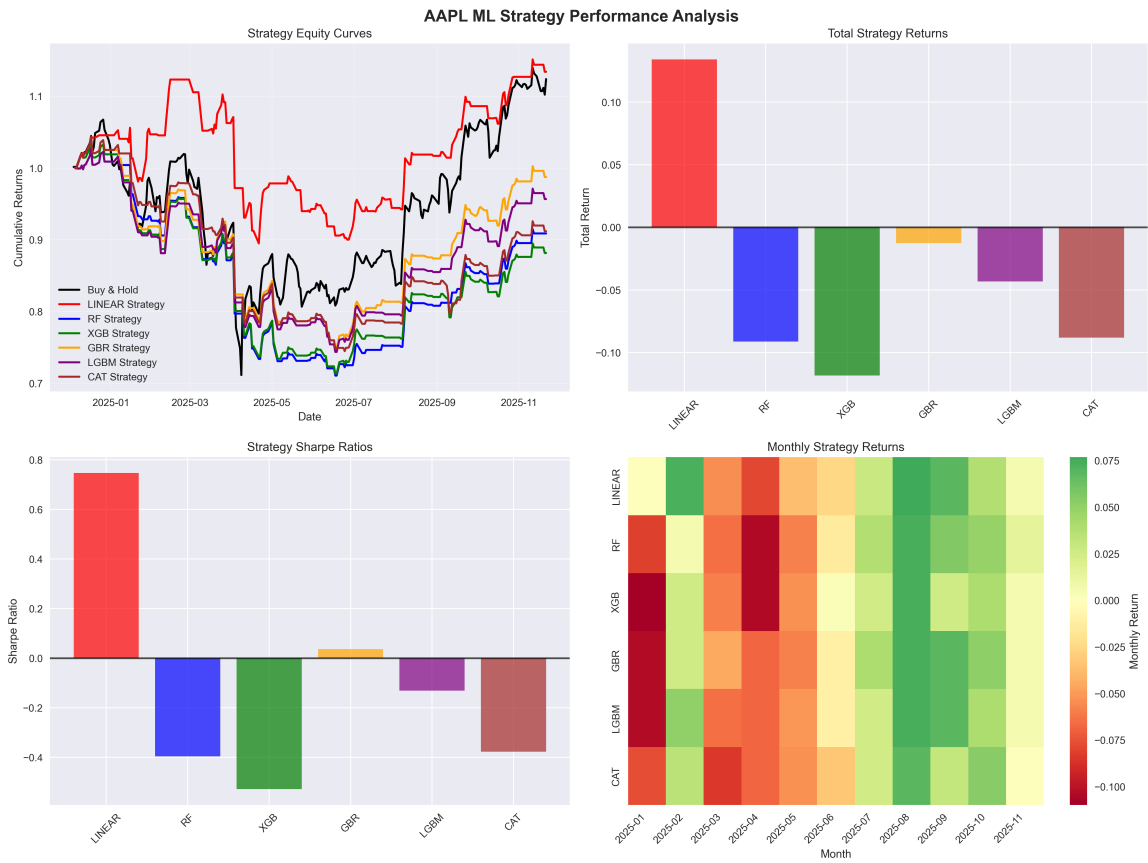 AAPL ML Strategy Performance Analysis
Strategy Equity Curves
Cumulative Returns
1.1
1.0
0.9
0.8
0.7
Buy & Hold
LINEAR Strategy
RF Strategy
XGB Strategy
GBR Strategy
LGBM Strategy
CAT Strategy
2025-01
2025-03
2025-05
2025-07
2025-09
2025-11
Date
Total Strategy Returns
Total Return
0.10
0.05
0.00
−0.05
−0.10
LINEAR
RF
XGB
GBR
LGBM
CAT
Strategy Sharpe Ratios
Sharpe Ratio
0.8
0.6
0.4
0.2
0.0
−0.2
−0.4
LINEAR
RF
XGB
GBR
LGBM
CAT
Monthly Strategy Returns
LINEAR
RF
XGB
GBR
LGBM
CAT
2025-01
2025-02
2025-03
2025-04
2025-05
2025-06
2025-07
2025-08
2025-09
2025-10
2025-11
Month
0.075
0.050
0.025
0.000
−0.025
−0.050
−0.075
−0.100
Monthly Return